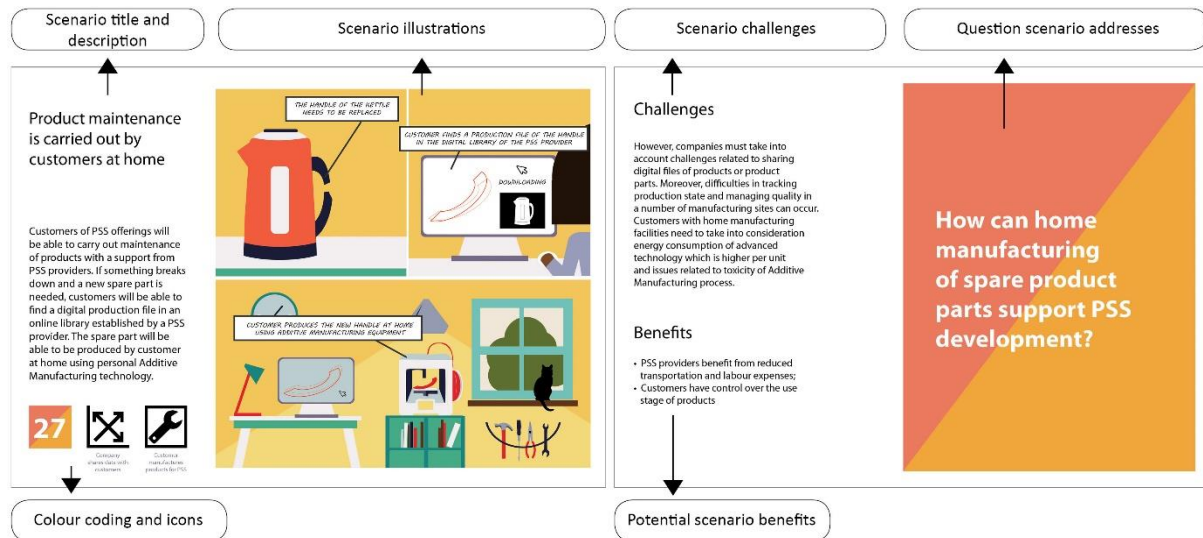 Scenario title and
description
Scenario illustrations
Scenario challenges
Question scenario addresses
Product maintenance
is carried out by
customers at home
Customers of PSS offerings will
be able to carry out maintenance
of products with a support from
PSS providers. If something breaks
down and a new spare part is
needed, customers will be able to
find a digital production file in an
online library established by a PSS
provider. The spare part will be
able to be produced by customer
at home using personal Additive
Manufacturing technology.
27
Company
shares data with
customers
Customer
manufactures
products for PSS
THE HANDLE OF THE KETTLE
NEEDS TO BE REPLACED
CUSTOMER FINDS A PRODUCTION FILE OF THE HANDLE
IN THE DIGITAL LIBRARY OF THE PSS PROVIDER
DOWNLOADING
CUSTOMER PRODUCES THE NEW HANDLE AT HOME
USING ADDITIVE MANUFACTURING EQUIPMENT
Challenges
However, companies must take into
account challenges related to sharing
digital files of products or product
parts. Moreover, difficulties in tracking
production state and managing quality in
a number of manufacturing sites can occur.
Customers with home manufacturing
facilities need to take into consideration
energy consumption of advanced
technology which is higher per unit
and issues related to toxicity of Additive
Manufacturing process.
Benefits
• PSS providers benefit from reduced
transportation and labour expenses;
• Customers have control over the use
stage of products
How can home
manufacturing
of spare product
parts support PSS
development?
Colour coding and icons
Potential scenario benefits